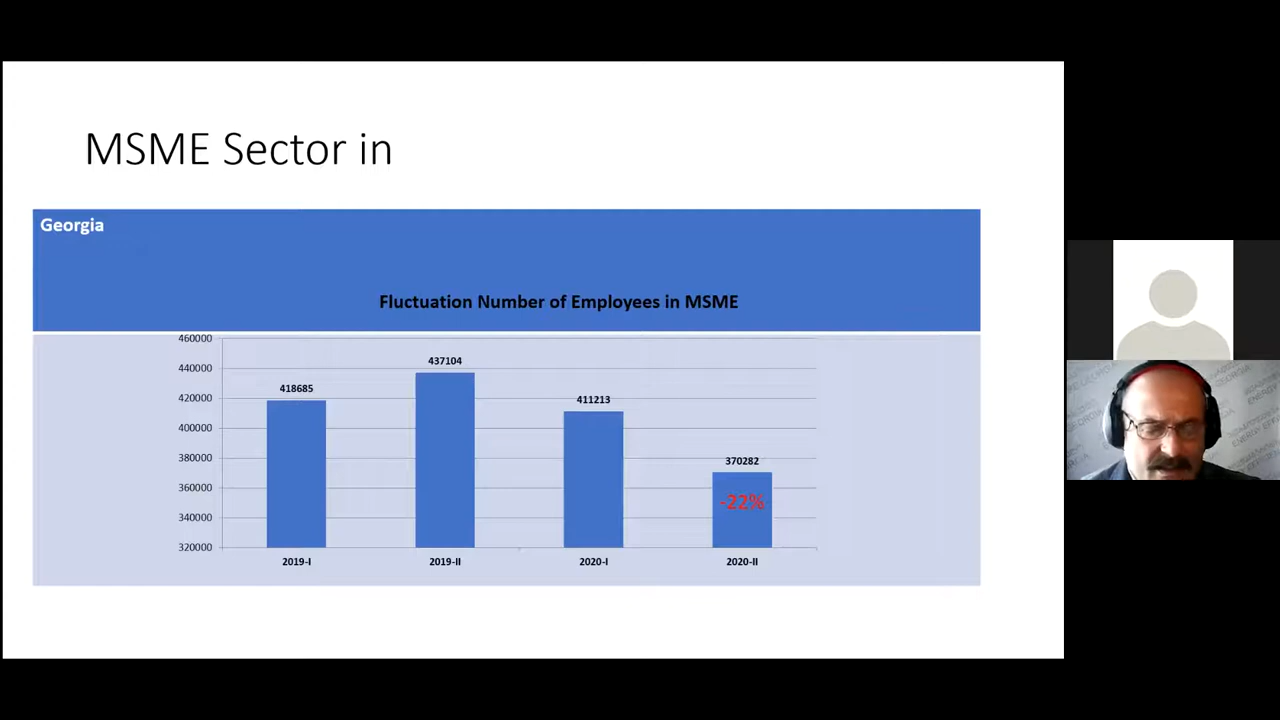 MSME Sector in
Georgia
Fluctuation Number of Employees in MSME
460000
440000
420000
400000
380000
360000
340000
320000
418685
437104
411213
370282
-22%
2019-I
2019-II
2020-I
2020-II